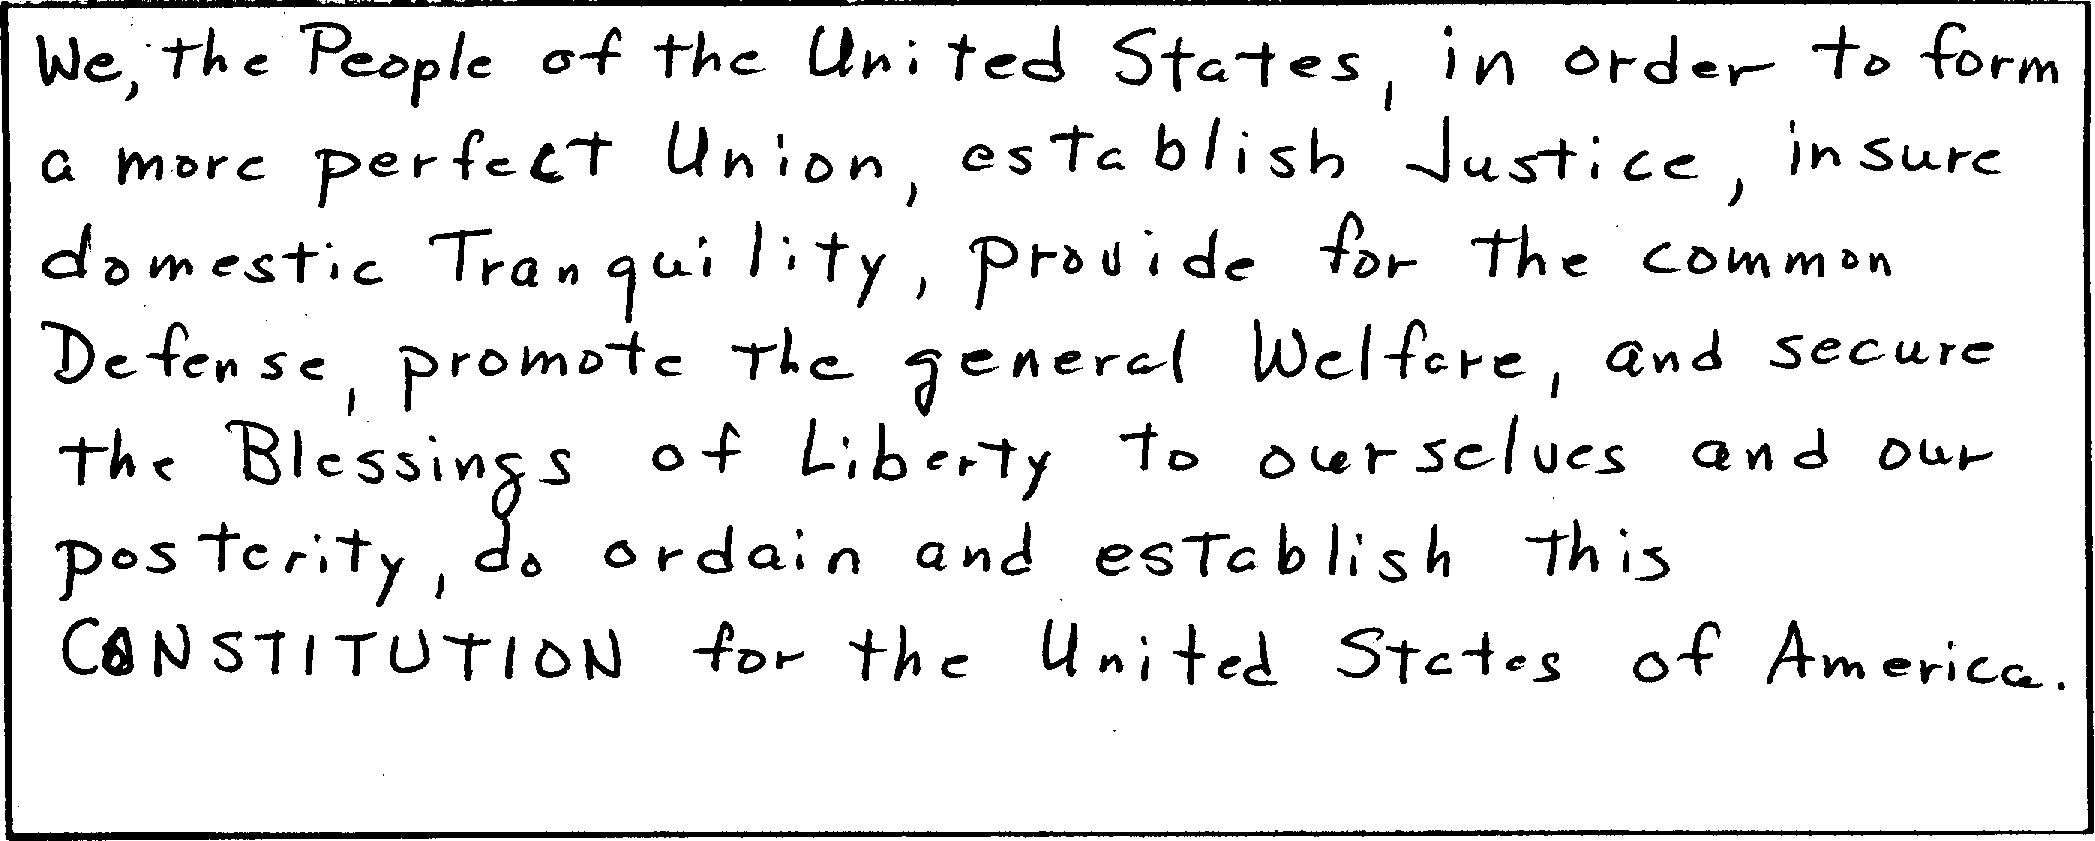 We, the People of the United States, in order to form
a more perfect Union, establish Justice, insure
domestic Tranquility, provide for the common
Defense, promote the general Welfare, and secure
the Blessings of Liberty to ourselves and our
posterity, do ordain and establish this
CONSTITUTION for the United States of America.